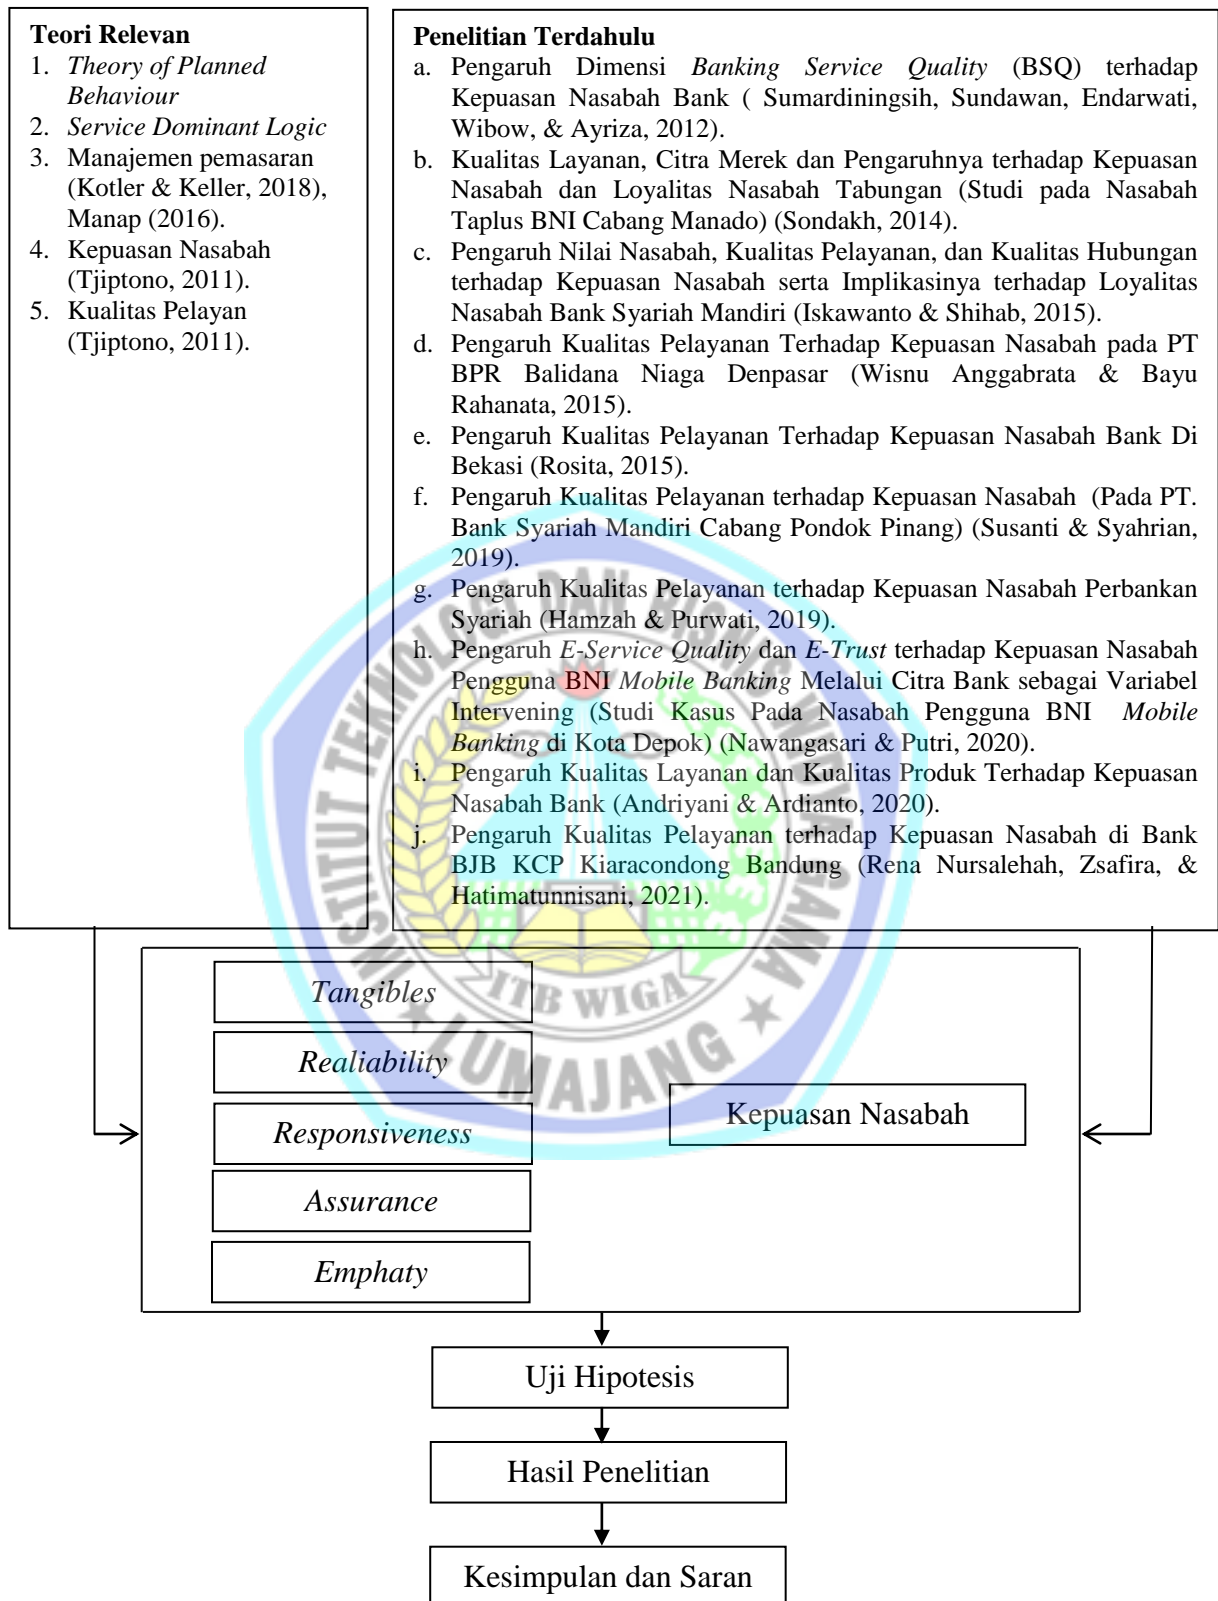 Teori Relevan
1. Theory of Planned
Behaviour
2. Service Dominant Logic
3. Manajemen pemasaran
(Kotler & Keller, 2018),
Manap (2016).
4. Kepuasan Nasabah
(Tjiptono, 2011).
5. Kualitas Pelayan
(Tjiptono, 2011).
Penelitian Terdahulu
a. Pengaruh Dimensi Banking Service Quality (BSQ) terhadap
Kepuasan Nasabah Bank ( Sumardiningsih, Sundawan, Endarwati,
Wibow, & Ayriza, 2012).
b. Kualitas Layanan, Citra Merek dan Pengaruhnya terhadap Kepuasan
Nasabah dan Loyalitas Nasabah Tabungan (Studi pada Nasabah
Taplus BNI Cabang Manado) (Sondakh, 2014).
c. Pengaruh Nilai Nasabah, Kualitas Pelayanan, dan Kualitas Hubungan
terhadap Kepuasan Nasabah serta Implikasinya terhadap Loyalitas
Nasabah Bank Syariah Mandiri (Iskawanto & Shihab, 2015).
d. Pengaruh Kualitas Pelayanan Terhadap Kepuasan Nasabah pada PT
BPR Balidana Niaga Denpasar (Wisnu Anggabrata & Bayu
Rahanata, 2015).
e. Pengaruh Kualitas Pelayanan Terhadap Kepuasan Nasabah Bank Di
Bekasi (Rosita, 2015).
f. Pengaruh Kualitas Pelayanan terhadap Kepuasan Nasabah (Pada PT.
Bank Syariah Mandiri Cabang Pondok Pinang) (Susanti & Syahrian,
2019).
g. Pengaruh Kualitas Pelayanan terhadap Kepuasan Nasabah Perbankan
Syariah (Hamzah & Purwati, 2019).
h. Pengaruh E-Service Quality dan E-Trust terhadap Kepuasan Nasabah
Pengguna BNI Mobile Banking Melalui Citra Bank sebagai Variabel
Intervening (Studi Kasus Pada Nasabah Pengguna BNI Mobile
Banking di Kota Depok) (Nawangasari & Putri, 2020).
i. Pengaruh Kualitas Layanan dan Kualitas Produk Terhadap Kepuasan
Nasabah Bank (Andriyani & Ardianto, 2020).
j. Pengaruh Kualitas Pelayanan terhadap Kepuasan Nasabah di Bank
BJB KCP Kiaracondong Bandung (Rena Nursalehah, Zsafira, &
Hatimatunnisani, 2021).
INSTITUT TEKNOLOGI DAN BISNIS WIDYA GAMA
ITB WIGA
LUMAJANG
Tangibles
Realiability
Responsiveness
Assurance
Emphaty
Kepuasan Nasabah
Uji Hipotesis
Hasil Penelitian
Kesimpulan dan Saran